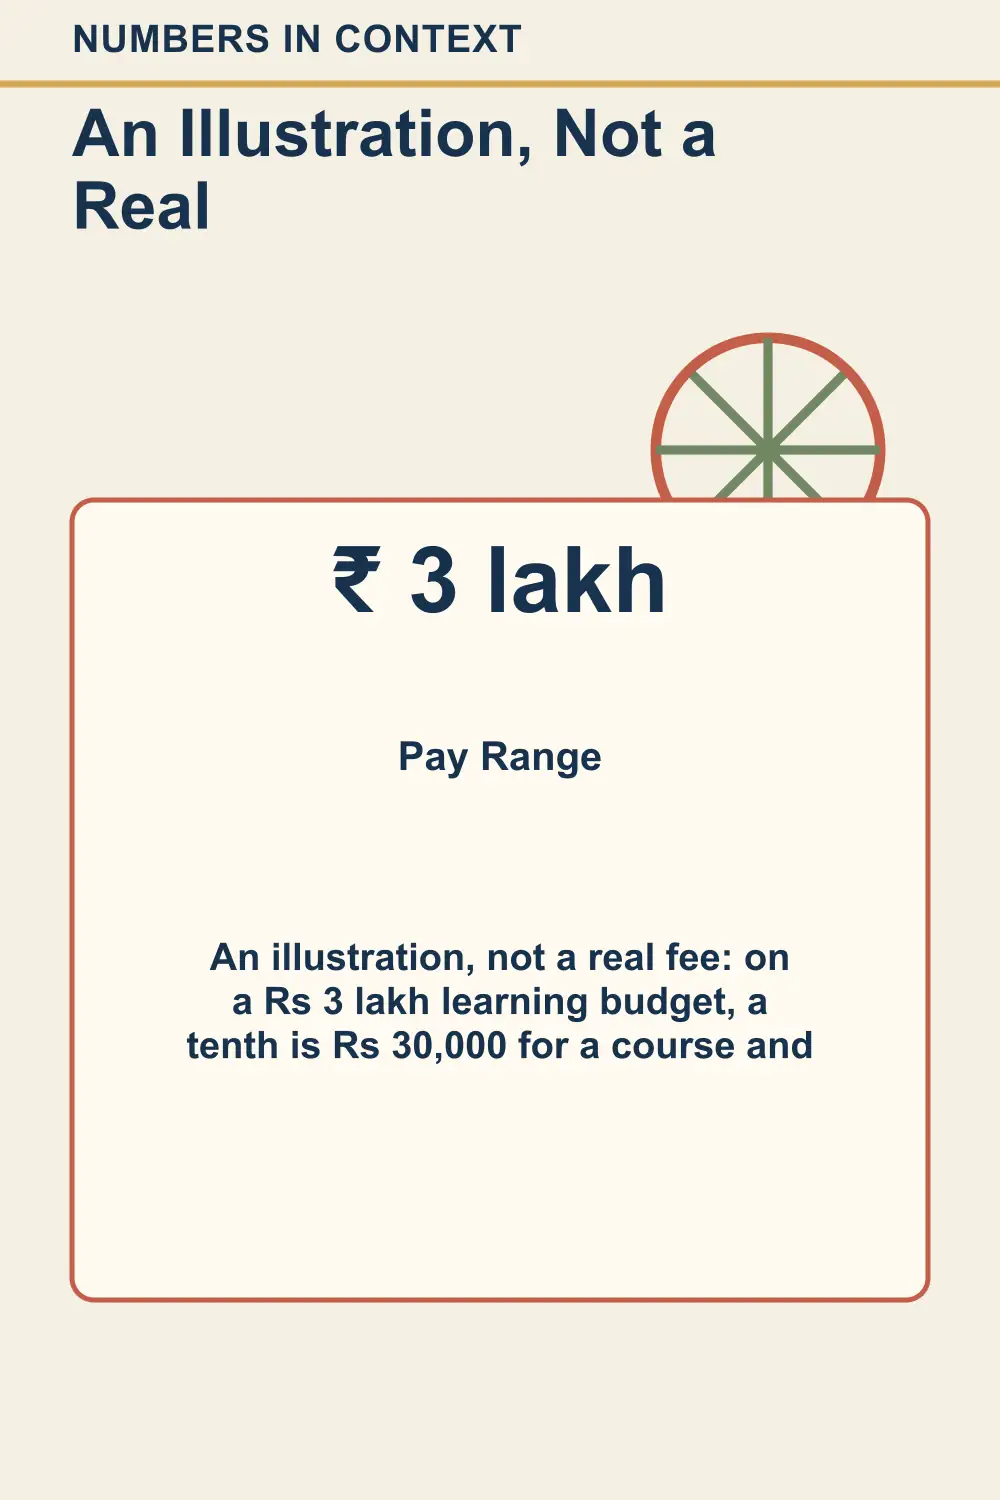 NUMBERS IN CONTEXT
An Illustration, Not a
Real
₹ 3 lakh
Pay Range
An illustration, not a real fee: on
a Rs 3 lakh learning budget, a
tenth is Rs 30,000 for a course and